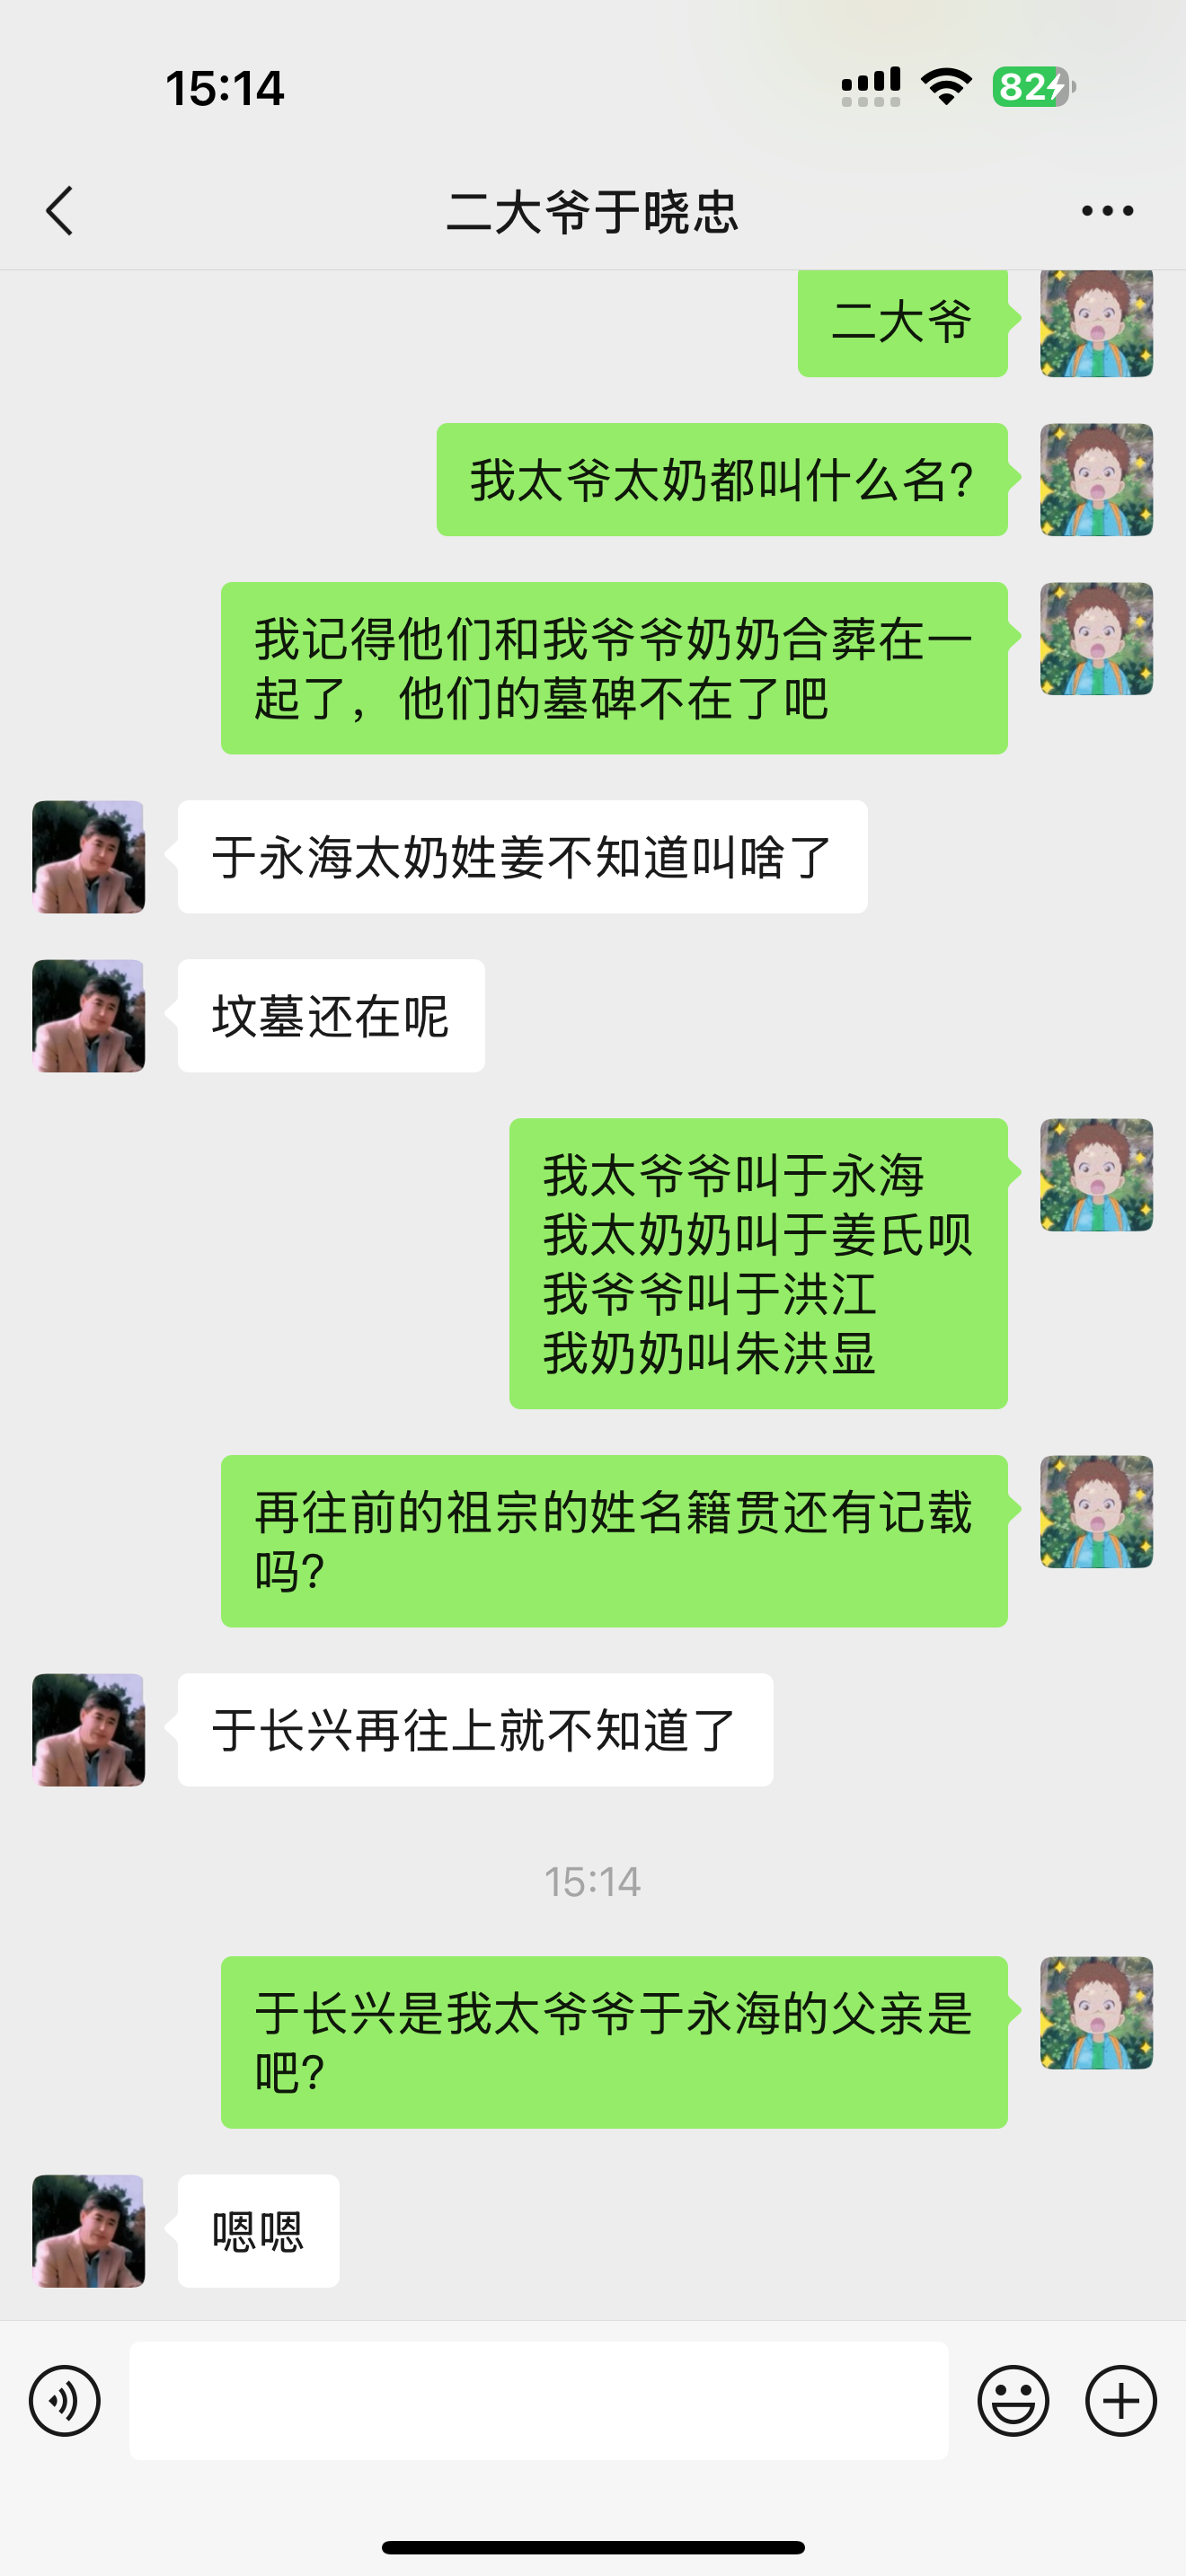 15:14
82
二大爷于晓忠
二大爷
我太爷太奶都叫什么名?
我记得他们和我爷爷奶奶合葬在一
起了，他们的墓碑不在了吧
于永海太奶姓姜不知道叫啥了
坟墓还在呢
我太爷爷叫于永海
我太奶奶叫于姜氏呗
我爷爷叫于洪江
我奶奶叫朱洪显
再往前的祖宗的姓名籍贯还有记载
吗?
于长兴再往上就不知道了
15:14
于长兴是我太爷爷于永海的父亲是
吧?
嗯嗯